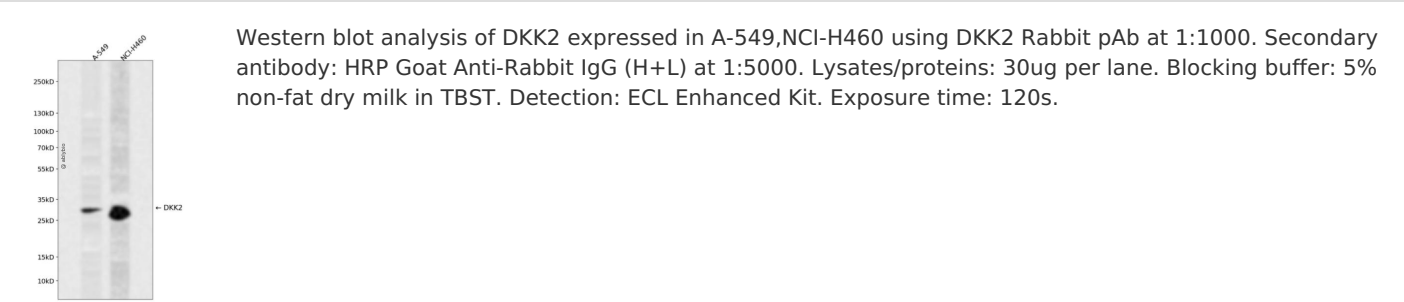 A-549
NCI-H460
250kD
130kD
100kD
70kD
55kD
35kD
25kD
15kD
10kD
← DKK2
Western blot analysis of DKK2 expressed in A-549,NCI-H460 using DKK2 Rabbit pAb at 1:1000. Secondary
antibody: HRP Goat Anti-Rabbit IgG (H+L) at 1:5000. Lysates/proteins: 30ug per lane. Blocking buffer: 5%
non-fat dry milk in TBST. Detection: ECL Enhanced Kit. Exposure time: 120s.